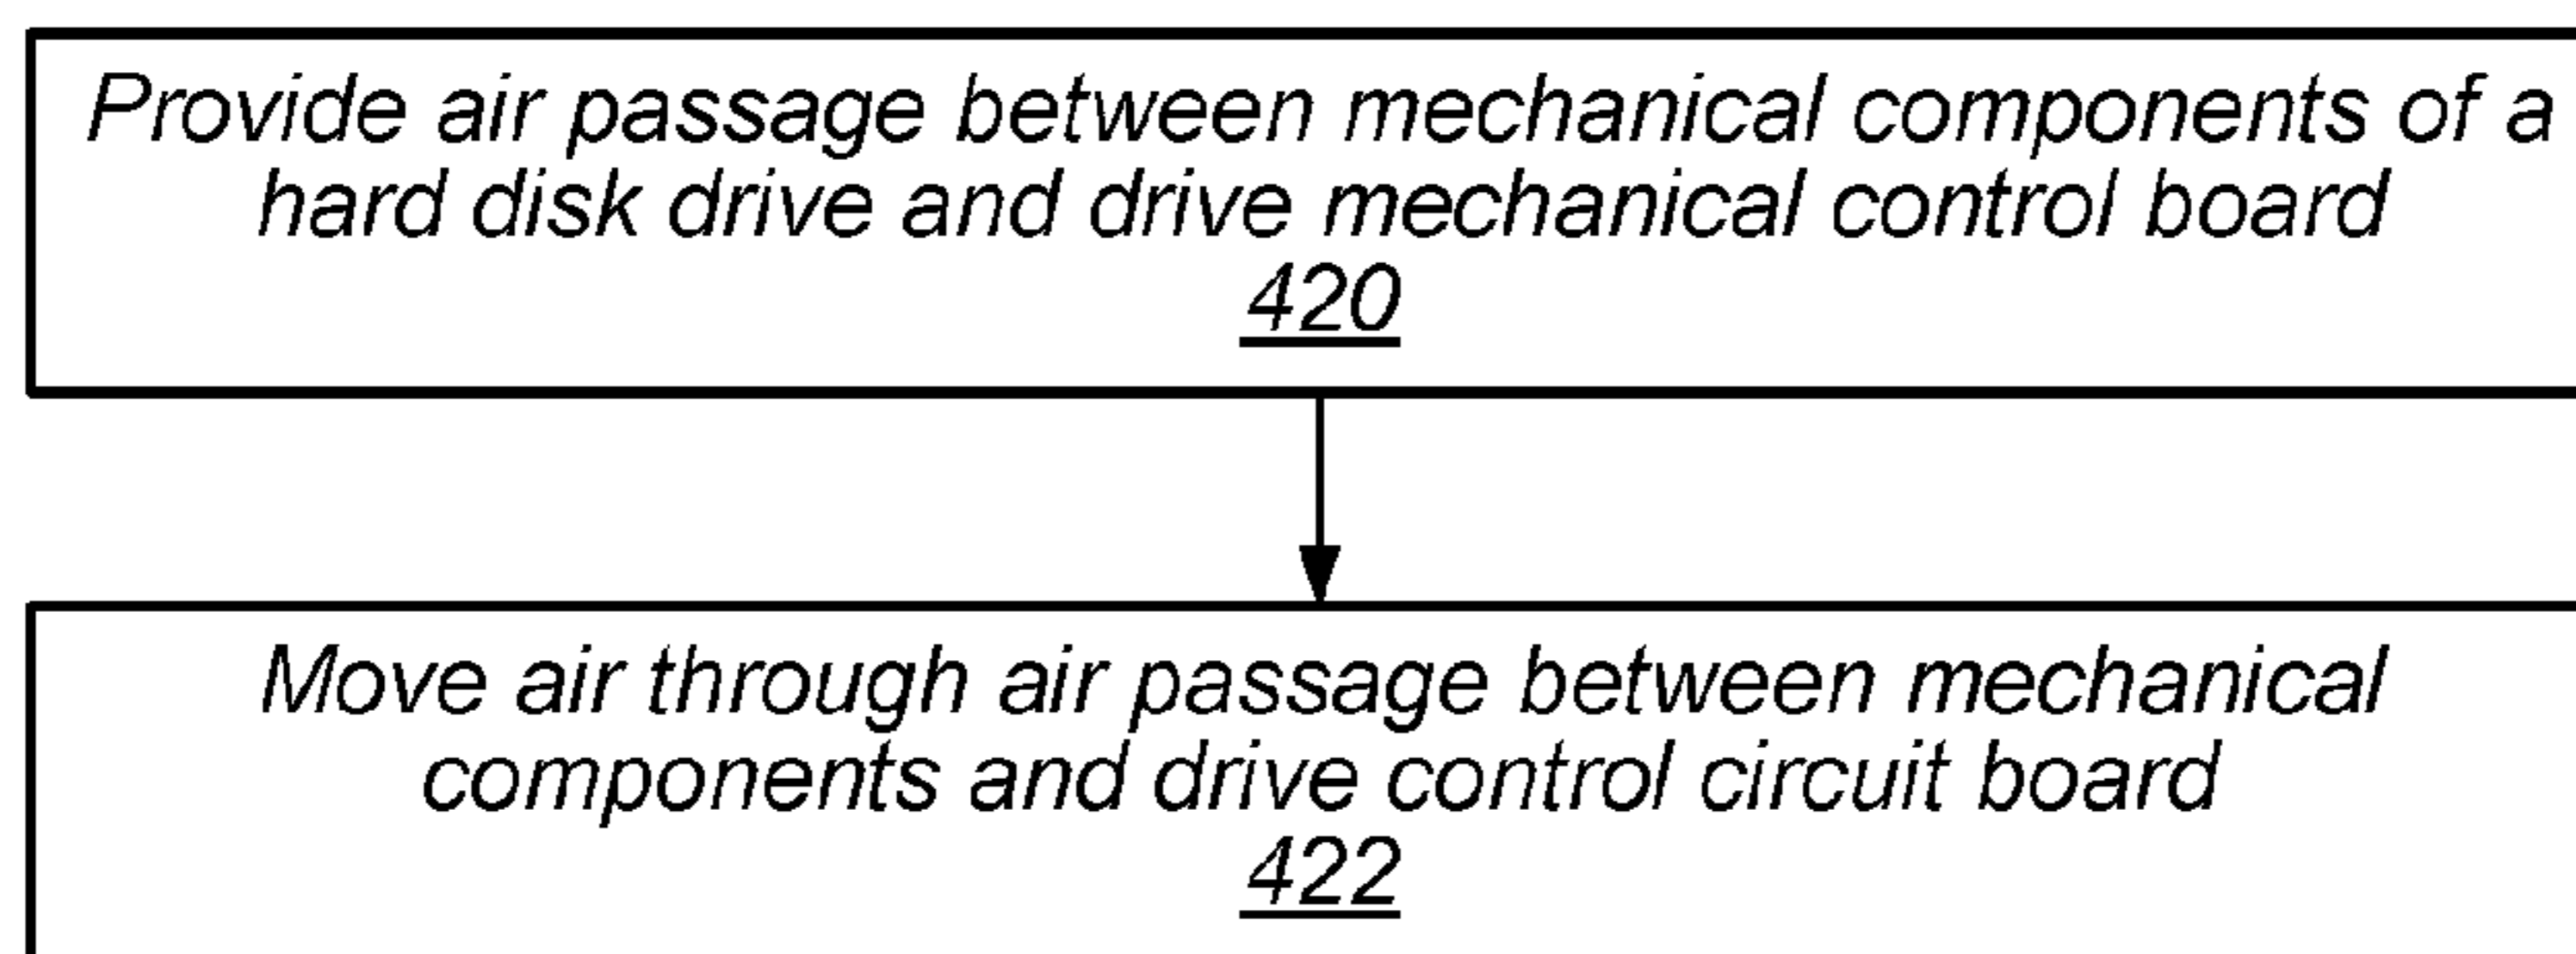 Provide air passage between mechanical components of a
hard disk drive and drive mechanical control board
420
Move air through air passage between mechanical
components and drive control circuit board
422